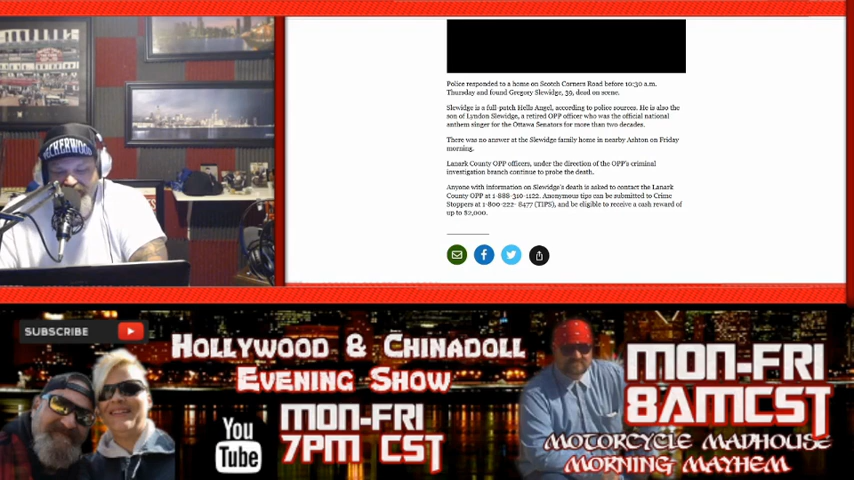 Police responded to a home on Scotch Corners Road before 10:30 a.m.
Thursday and found Gregory Slewidge, 39, dead on scene.
Slewidge is a full-patch Hells Angel, according to police sources. He is also the
son of Lyndon Slewidge, a retired OPP officer who was the official national
anthem singer for the Ottawa Senators for more than two decades.
There was no answer at the Slewidge family home in nearby Ashton on Friday
morning.
Lanark County OPP officers, under the direction of the OPP's criminal
investigation branch continue to probe the death.
Anyone with information on Slewidge's death is asked to contact the Lanark
County OPP at 1-888-310-1122. Anonymous tips can be submitted to Crime
Stoppers at 1-800-222- 8477 (TIPS), and be eligible to receive a cash reward of
up to $2,000.
PECKERWOOD
SUBSCRIBE
HOLLYWOOD & CHINADOLL
EVENING SHOW
You
Tube
MON-FRI
7PM CST
MON-FRI
8AMCST
MOTORCYCLE MADHOUSE
MORNING MAYHEM